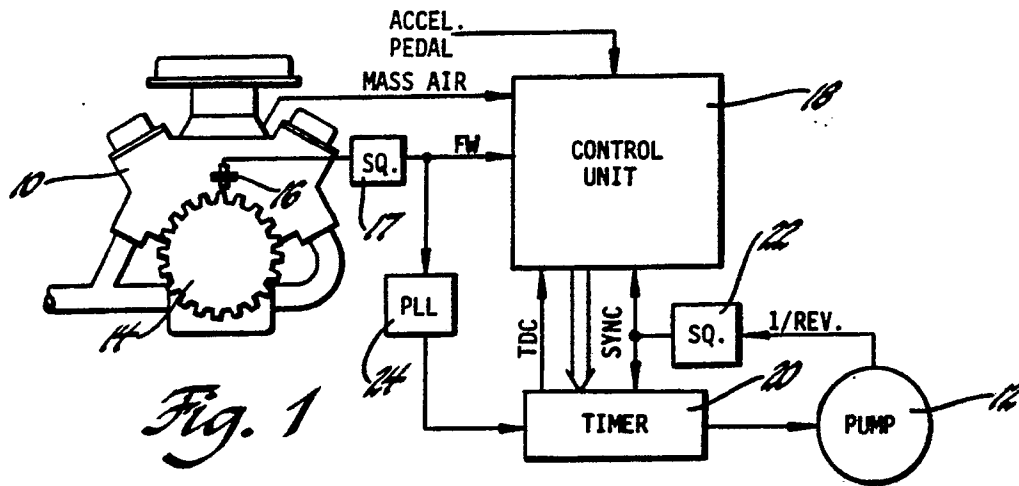 ACCEL.
PEDAL
MASS AIR
18
10
SQ.
FW
CONTROL
UNIT
16
17
22
PLL
TDC
SYNC
SQ.
1/REV.
14
24
20
12
TIMER
PUMP
Fig. 1